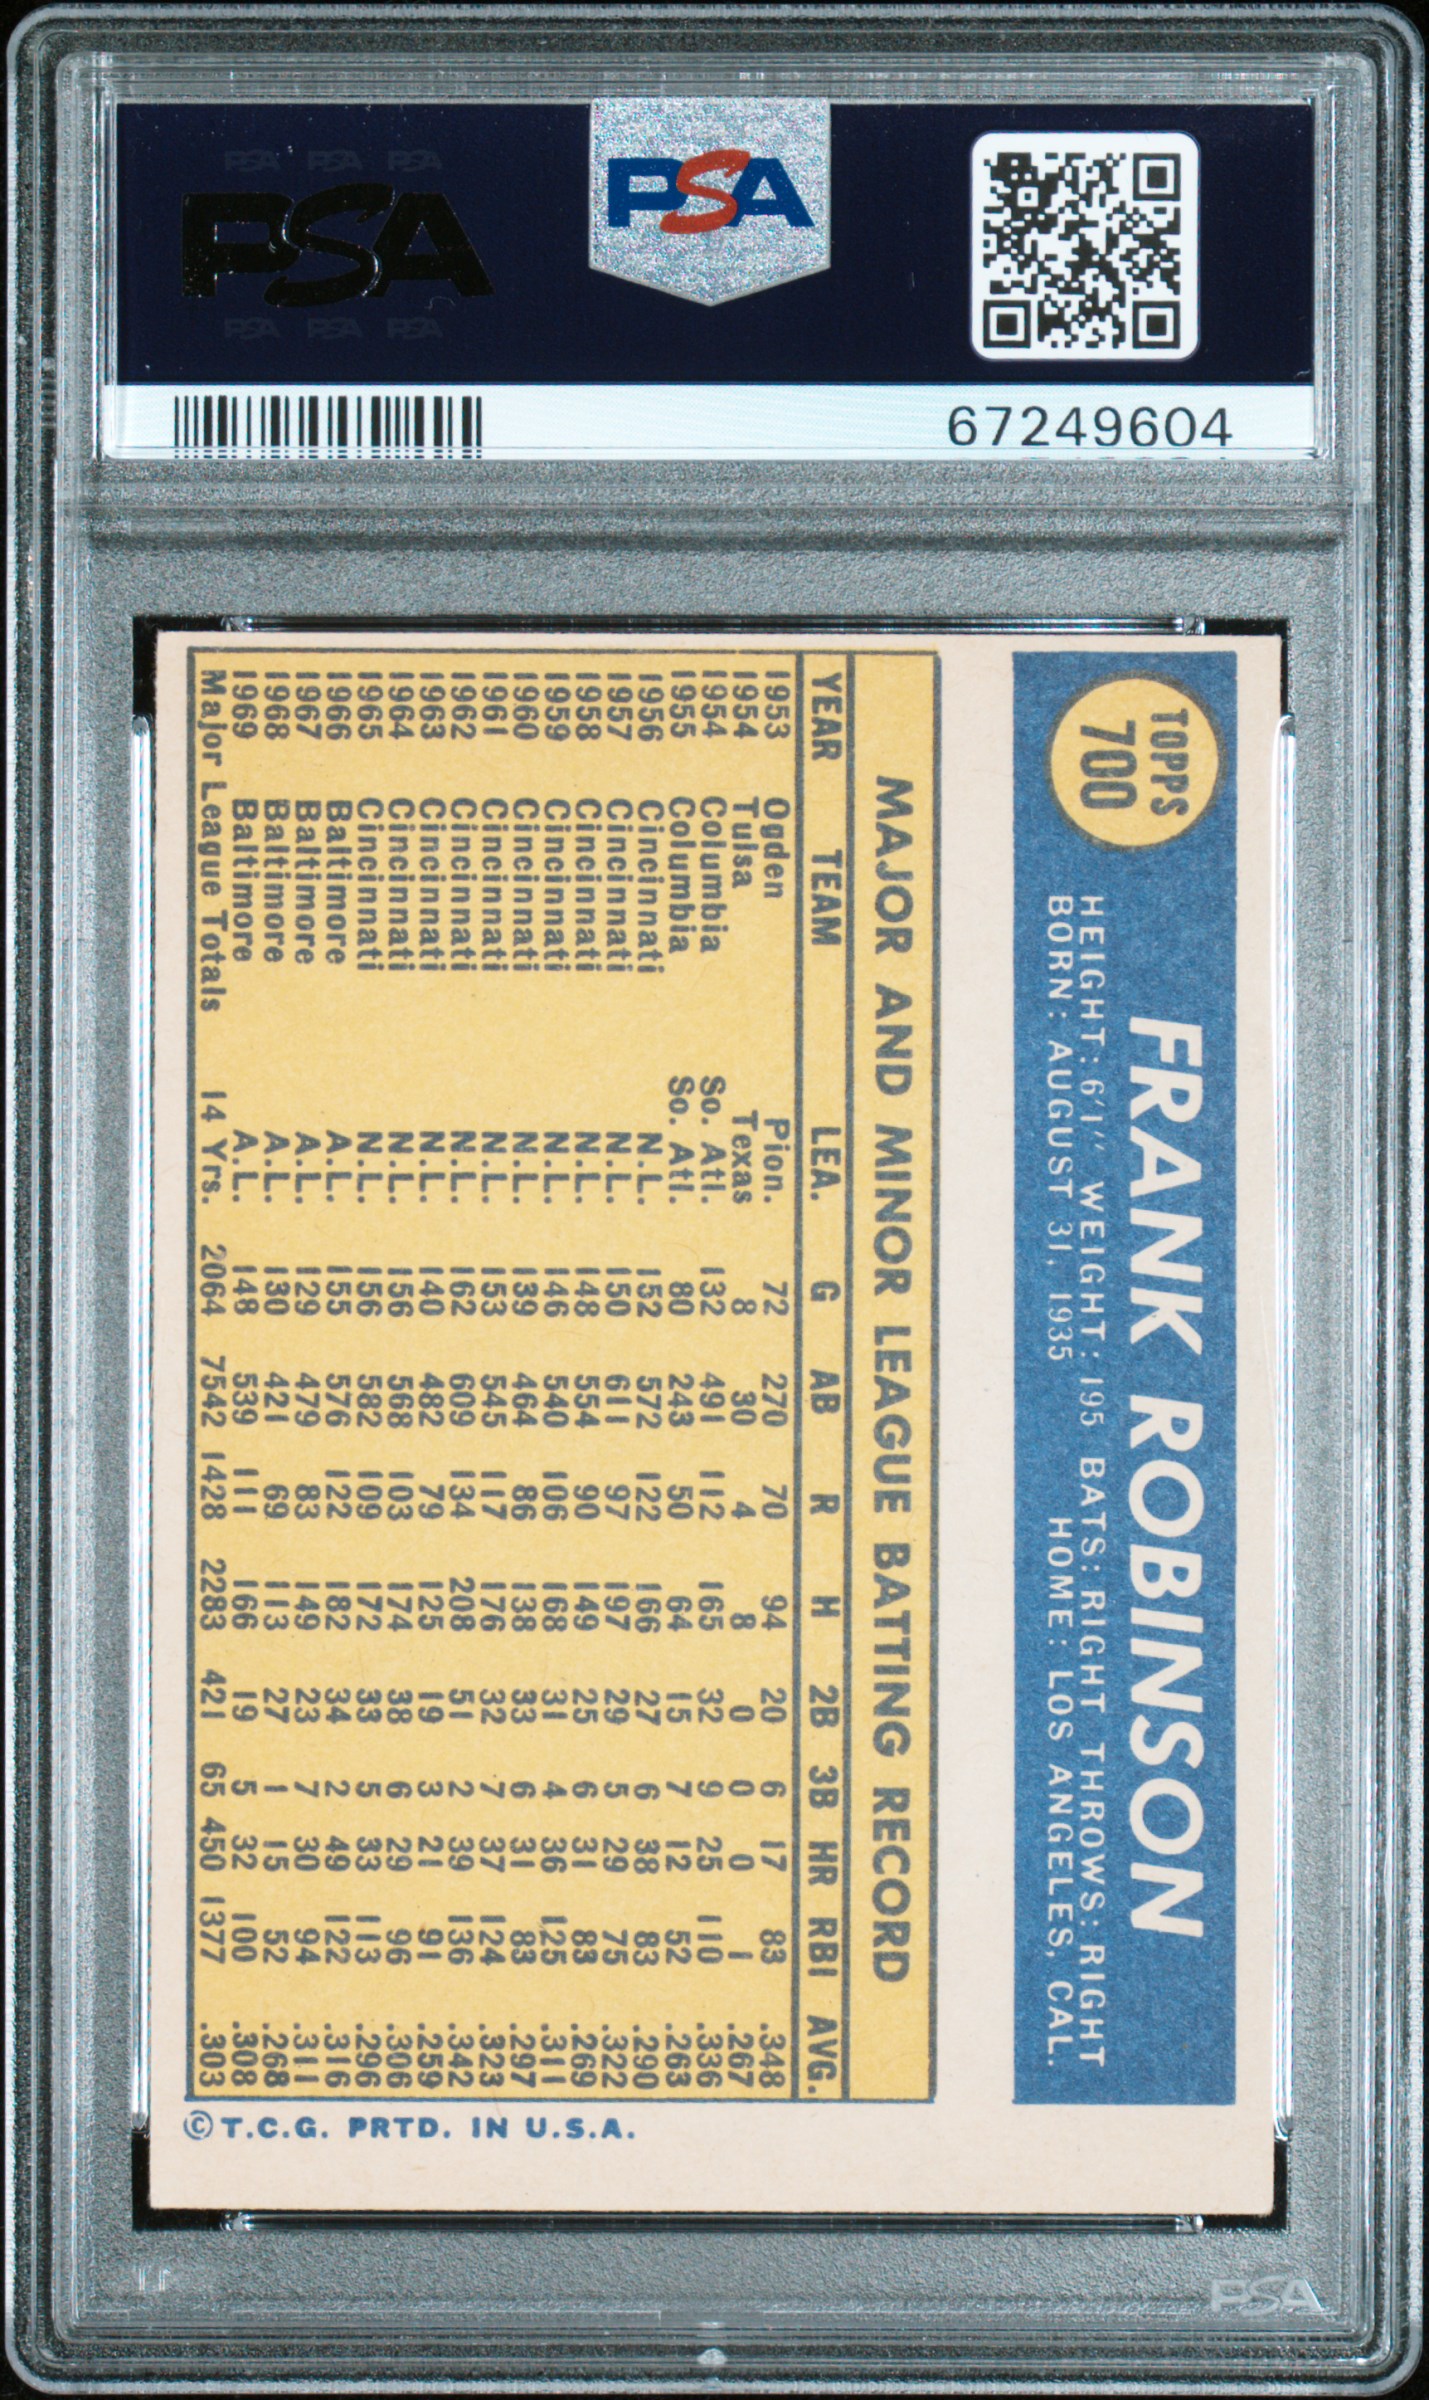 PSA PSA PSA
PSA
PSA PSA PSA
PSA
67249604
TOPPS
700
FRANK ROBINSON
HEIGHT: 6'1" WEIGHT: 195 BATS: RIGHT THROWS: RIGHT
BORN: AUGUST 31, 1935 HOME: LOS ANGELES, CAL.
MAJOR AND MINOR LEAGUE BATTING RECORD
YEAR TEAM LEA. G AB R H 2B 3B HR RBI AVG.
1953 Ogden Pion. 72 270 70 94 20 6 17 83 .348
1954 Tulsa Texas 8 30 4 8 0 0 0 1 .267
1954 Columbia So. Atl. 132 491 112 165 32 9 25 110 .336
1955 Columbia So. Atl. 80 243 50 64 15 7 12 52 .263
1956 Cincinnati N.L. 152 572 122 166 27 6 38 83 .290
1957 Cincinnati N.L. 150 611 97 197 29 5 29 75 .322
1958 Cincinnati N.L. 148 554 90 149 25 6 31 83 .269
1959 Cincinnati N.L. 146 540 106 168 31 4 36 125 .311
1960 Cincinnati N.L. 139 464 86 138 33 6 31 83 .297
1961 Cincinnati N.L. 153 545 117 176 32 7 37 124 .323
1962 Cincinnati N.L. 162 609 134 208 51 2 39 136 .342
1963 Cincinnati N.L. 140 482 79 125 19 3 21 91 .259
1964 Cincinnati N.L. 156 568 103 174 38 6 29 96 .306
1965 Cincinnati N.L. 156 582 109 172 33 5 33 113 .296
1966 Baltimore A.L. 155 576 122 182 34 2 49 122 .316
1967 Baltimore A.L. 129 479 83 149 23 7 30 94 .311
1968 Baltimore A.L. 130 421 69 113 27 1 15 52 .268
1969 Baltimore A.L. 148 539 111 166 19 5 32 100 .308
Major League Totals 14 Yrs. 2064 7542 1428 2283 421 65 450 1377 .303
©T.C.G. PRTD. IN U.S.A.
PSA